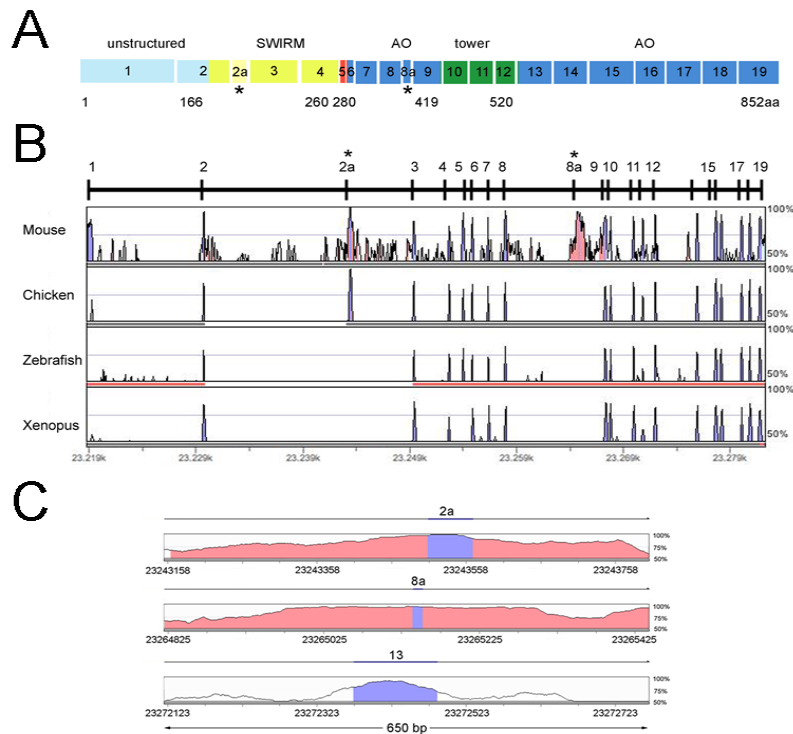 A
unstructured SWIRM AO tower AO
1 2 2a 3 4 5 6 7 8 8a 9 10 11 12 13 14 15 16 17 18 19
* *
1 166 260 280 419 520 852aa
B
* *
1 2 2a 3 4 5 6 7 8 8a 9 10 11 12 15 17 19
Mouse 100%
50%
Chicken 100%
50%
Zebrafish 100%
50%
Xenopus 100%
50%
23.219k 23.229k 23.239k 23.249k 23.259k 23.269k 23.279k
C
2a
100%
75%
50%
23243158 23243358 23243558 23243758
8a
100%
75%
50%
23264825 23265025 23265225 23265425
13
100%
75%
50%
23272123 23272323 23272523 23272723
650 bp